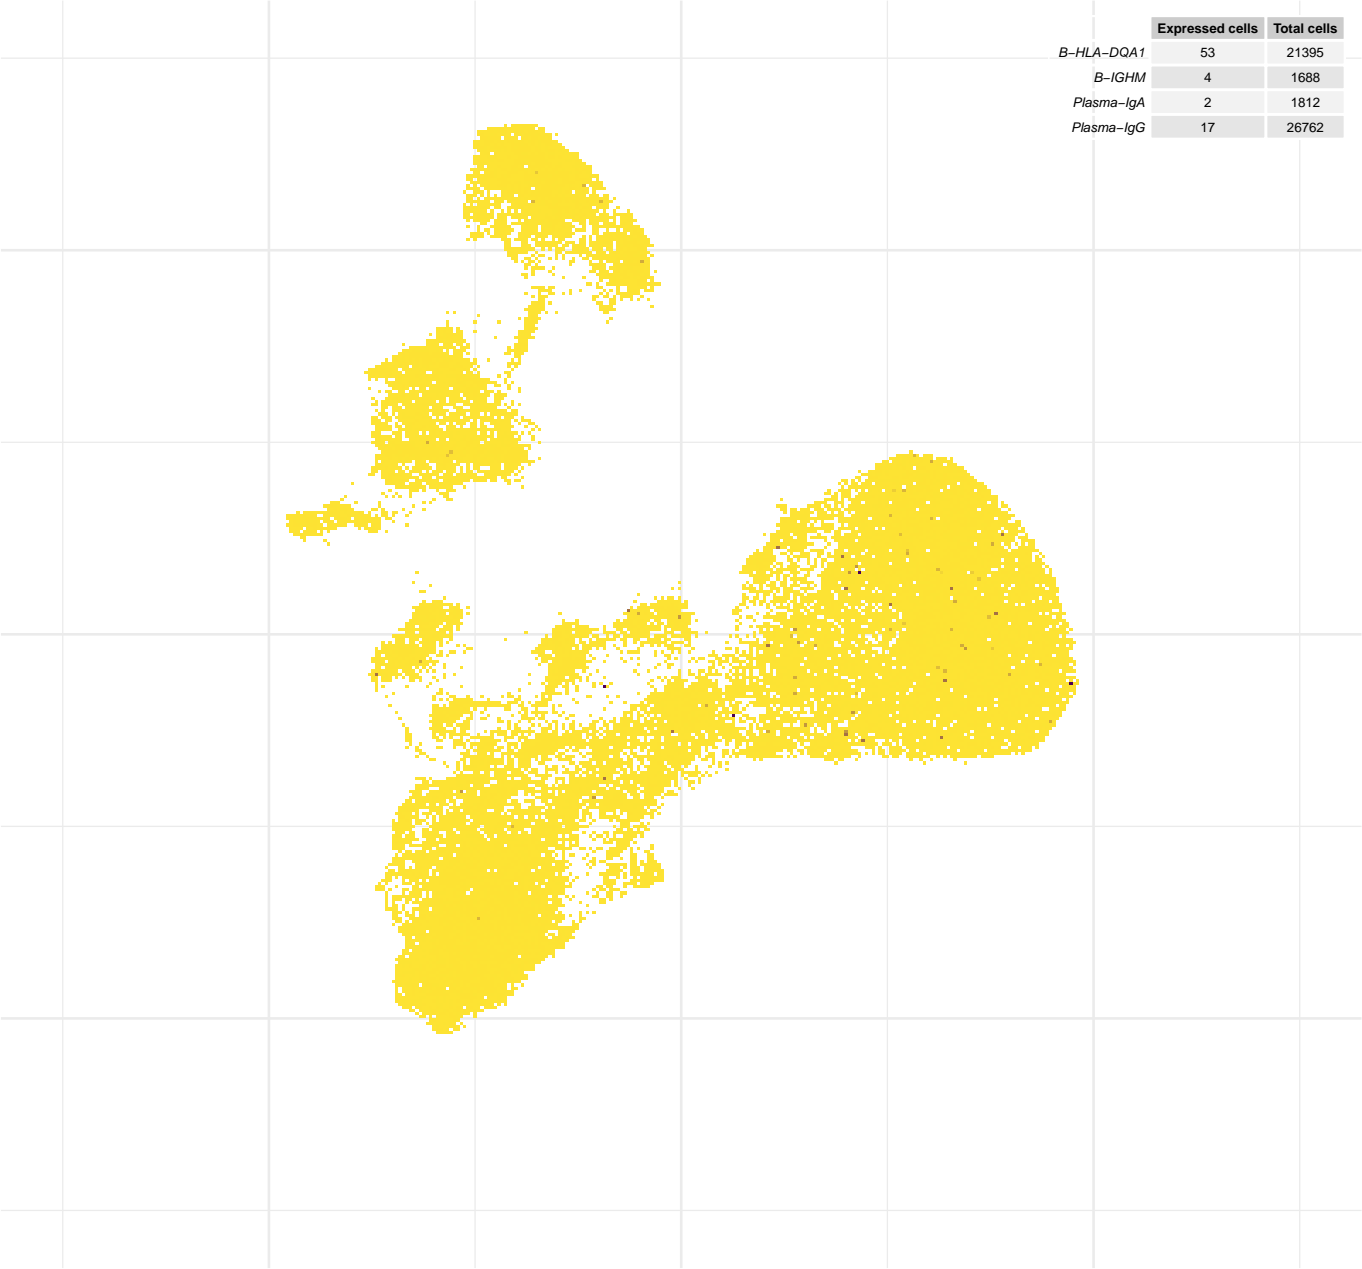 Expressed cells Total cells
B−HLA−DQA1 53 21395
B−IGHM 4 1688
Plasma−IgA 2 1812
Plasma−IgG 17 26762